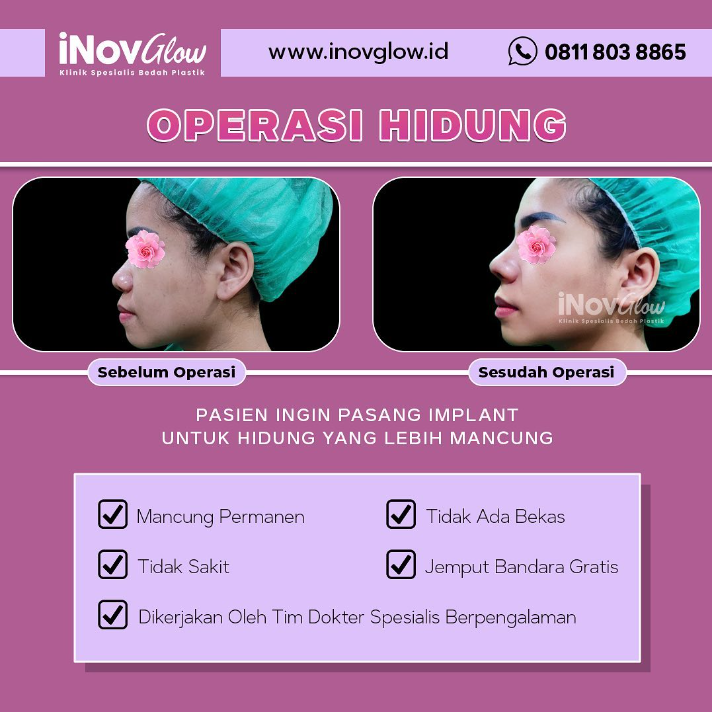 iNovGlow
Klinik Spesialis Bedah Plastik
www.inovglow.id
0811 803 8865
OPERASI HIDUNG
iNovGlow
Klinik Spesialis Bedah Plastik
Sebelum Operasi
Sesudah Operasi
PASIEN INGIN PASANG IMPLANT
UNTUK HIDUNG YANG LEBIH MANCUNG
Mancung Permanen
Tidak Ada Bekas
Tidak Sakit
Jemput Bandara Gratis
Dikerjakan Oleh Tim Dokter Spesialis Berpengalaman